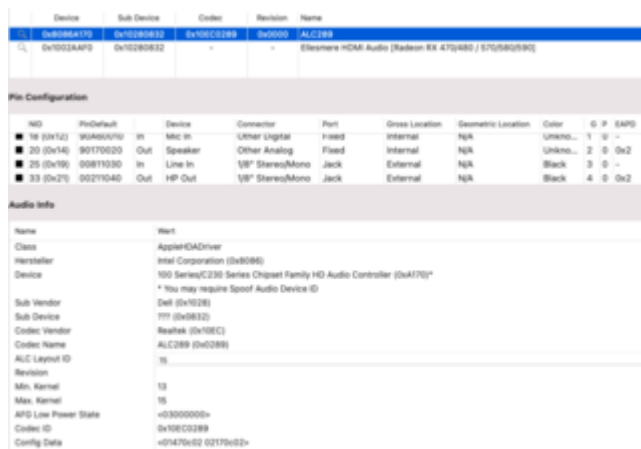 Device Sub Device Codec Revision Name
0x8086A170 0x10280832 0x10EC0289 0x0000 ALC289
0x1002AAF0 0x10280832 - - Ellesmere HDMI Audio [Radeon RX 470/480 / 570/580/590]
Pin Configuration
NID PinDefault Device Connector Port Gross Location Geometric Location Color G P EAPD
18 (0x12) 90A60010 In Mic In Other Digital Fixed Internal N/A Unkno... 1 0 -
20 (0x14) 90170020 Out Speaker Other Analog Fixed Internal N/A Unkno... 2 0 0x2
25 (0x19) 00811030 In Line In 1/8" Stereo/Mono Jack External N/A Black 3 0 -
33 (0x21) 00211040 Out HP Out 1/8" Stereo/Mono Jack External N/A Black 4 0 0x2
Audio Info
Name Wert
Class AppleHDADriver
Hersteller Intel Corporation (0x8086)
Device 100 Series/C230 Series Chipset Family HD Audio Controller (0xA170)*
* You may require Spoof Audio Device ID
Sub Vendor Dell (0x1028)
Sub Device ??? (0x0832)
Codec Vendor Realtek (0x10EC)
Codec Name ALC289 (0x0289)
ALC Layout ID 15
Revision
Min. Kernel 13
Max. Kernel 15
AFG Low Power State <03000000>
Codec ID 0x10EC0289
Config Data <01470c02 02170c02>